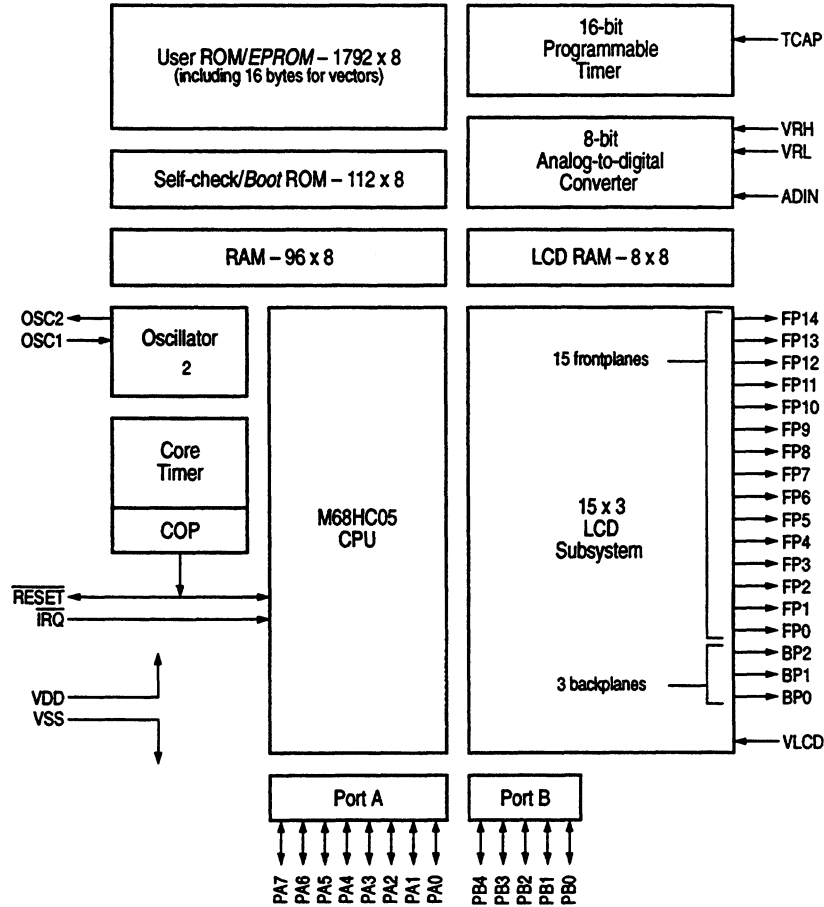 User ROM/EPROM – 1792 x 8
(including 16 bytes for vectors)
16-bit
Programmable
Timer
TCAP
Self-check/Boot ROM – 112 x 8
8-bit
Analog-to-digital
Converter
VRH
VRL
ADIN
RAM – 96 x 8
LCD RAM – 8 x 8
OSC2
OSC1
Oscillator
2
Core
Timer
COP
RESET
IRQ
VDD
VSS
M68HC05
CPU
15 frontplanes
15 x 3
LCD
Subsystem
3 backplanes
FP14
FP13
FP12
FP11
FP10
FP9
FP8
FP7
FP6
FP5
FP4
FP3
FP2
FP1
FP0
BP2
BP1
BP0
VLCD
Port A
Port B
PA7
PA6
PA5
PA4
PA3
PA2
PA1
PA0
PB4
PB3
PB2
PB1
PB0